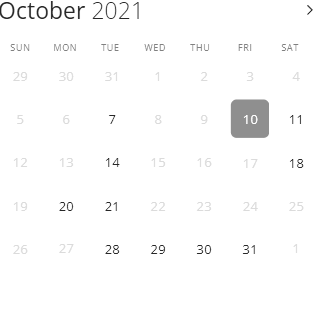 October 2021
SUN MON TUE WED THU FRI SAT
29 30 31 1 2 3 4
5 6 7 8 9 10 11
12 13 14 15 16 17 18
19 20 21 22 23 24 25
26 27 28 29 30 31 1